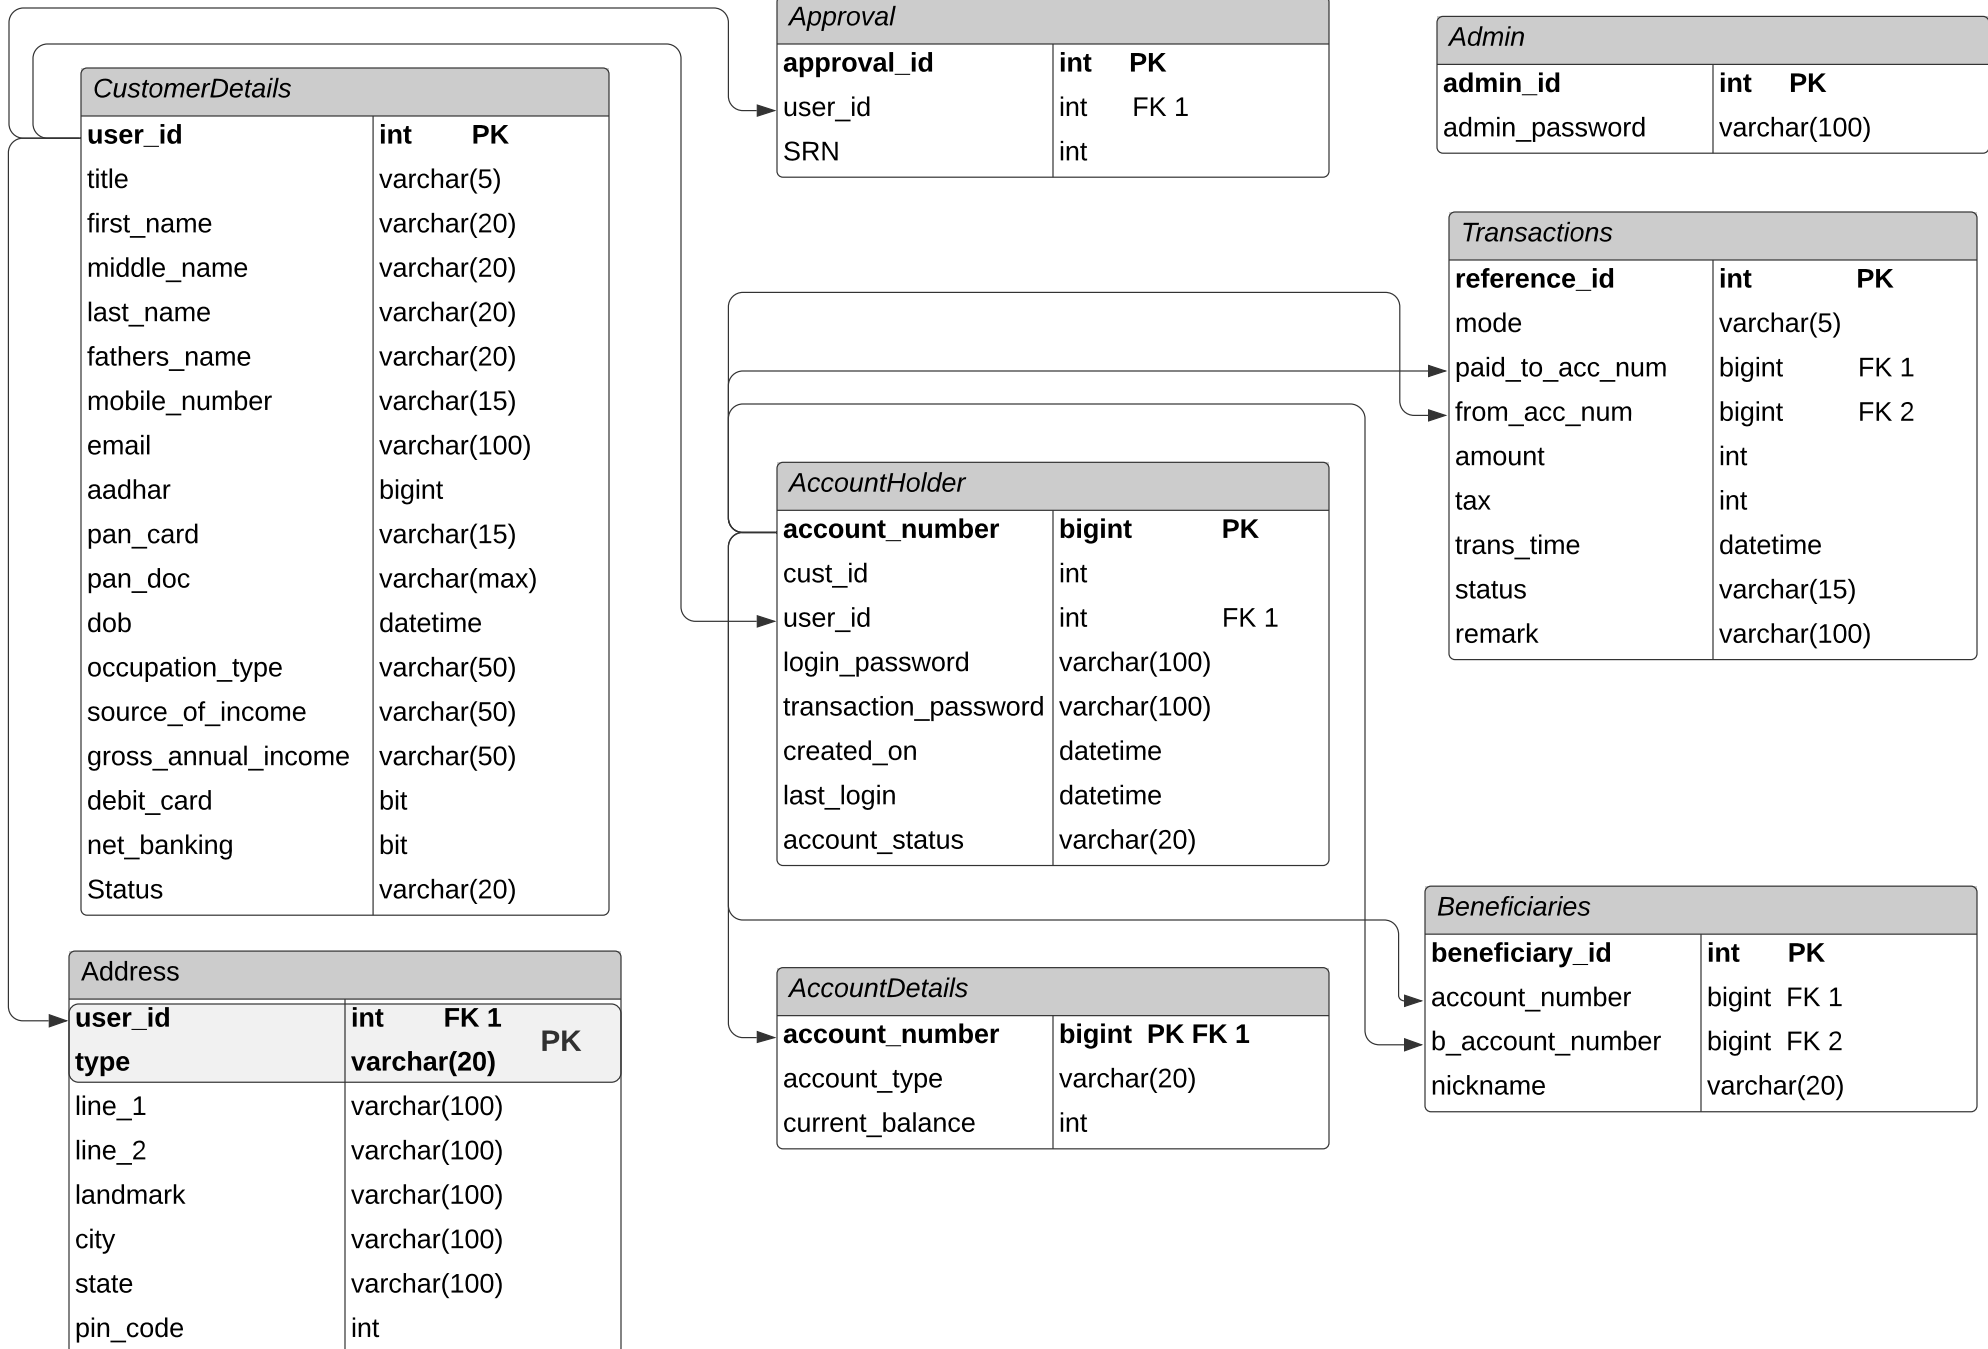 Approval
approval_id int PK
user_id int FK 1
SRN int
Admin
admin_id int PK
admin_password varchar(100)
CustomerDetails
user_id int PK
title varchar(5)
first_name varchar(20)
middle_name varchar(20)
last_name varchar(20)
fathers_name varchar(20)
mobile_number varchar(15)
email varchar(100)
aadhar bigint
pan_card varchar(15)
pan_doc varchar(max)
dob datetime
occupation_type varchar(50)
source_of_income varchar(50)
gross_annual_income varchar(50)
debit_card bit
net_banking bit
Status varchar(20)
Transactions
reference_id int PK
mode varchar(5)
paid_to_acc_num bigint FK 1
from_acc_num bigint FK 2
amount int
tax int
trans_time datetime
status varchar(15)
remark varchar(100)
AccountHolder
account_number bigint PK
cust_id int
user_id int FK 1
login_password varchar(100)
transaction_password varchar(100)
created_on datetime
last_login datetime
account_status varchar(20)
Beneficiaries
beneficiary_id int PK
account_number bigint FK 1
b_account_number bigint FK 2
nickname varchar(20)
AccountDetails
account_number bigint PK FK 1
account_type varchar(20)
current_balance int
Address
user_id int FK 1
PK
type varchar(20)
line_1 varchar(100)
line_2 varchar(100)
landmark varchar(100)
city varchar(100)
state varchar(100)
pin_code int